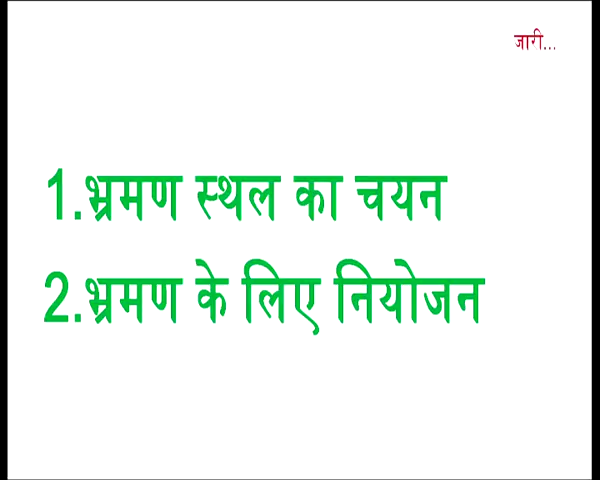 जारी...
1.भ्रमण स्थल का चयन
2.भ्रमण के लिए नियोजन